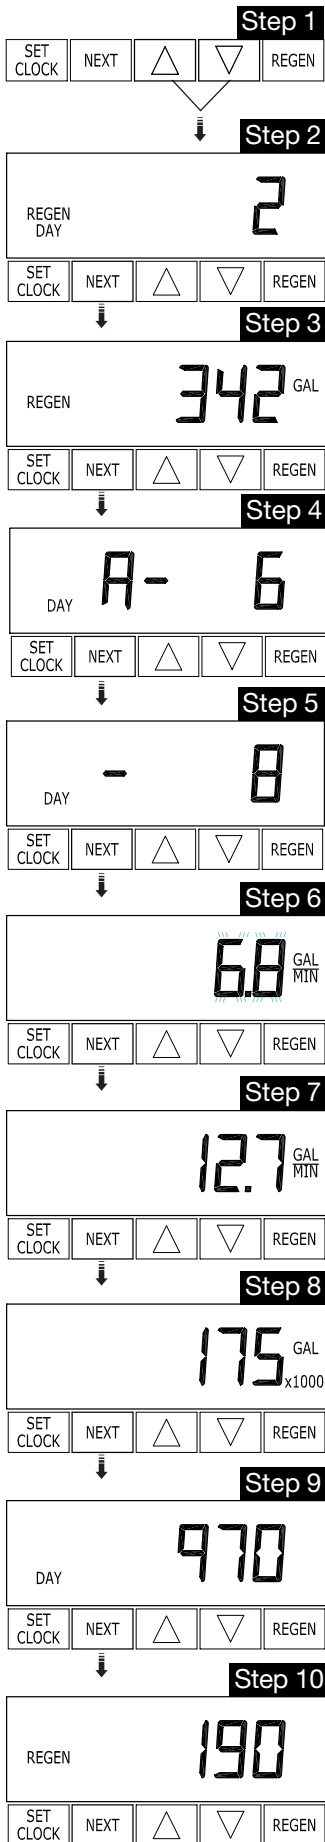 Step 1
SET CLOCK NEXT REGEN
Step 2
REGEN DAY 2
SET CLOCK NEXT REGEN
Step 3
REGEN 342 GAL
SET CLOCK NEXT REGEN
Step 4
DAY A- 6
SET CLOCK NEXT REGEN
Step 5
DAY - 8
SET CLOCK NEXT REGEN
Step 6
6.8 GAL MIN
SET CLOCK NEXT REGEN
Step 7
12.7 GAL MIN
SET CLOCK NEXT REGEN
Step 8
175 GAL x1000
SET CLOCK NEXT REGEN
Step 9
DAY 970
SET CLOCK NEXT REGEN
Step 10
REGEN 190
SET CLOCK NEXT REGEN